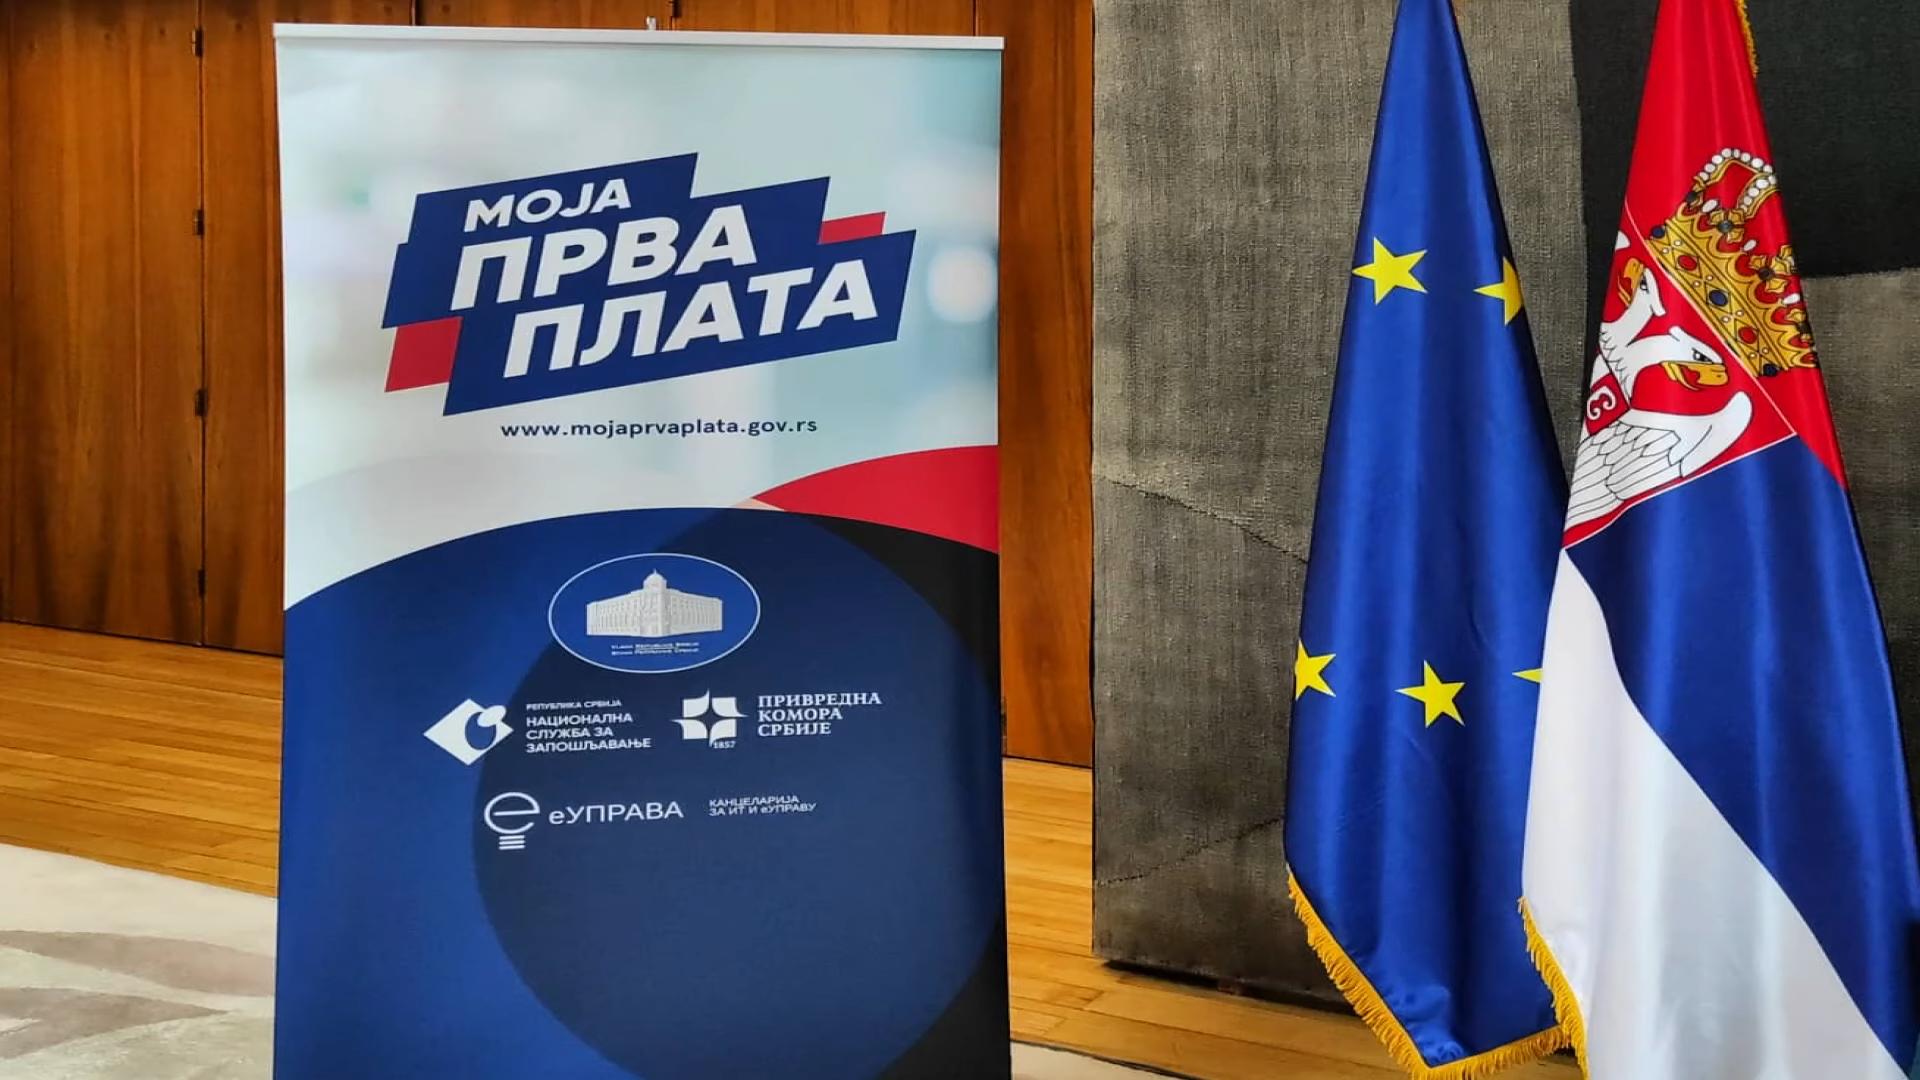 МОЈА
ПРВА
ПЛАТА
www.mojaprvaplata.gov.rs
РЕПУБЛИКА СРБИЈА
НАЦИОНАЛНА
СЛУЖБА ЗА
ЗАПОШЉАВАЊЕ
1857
ПРИВРЕДНА
КОМОРА
СРБИЈЕ
еУПРАВА
КАНЦЕЛАРИЈА
ЗА ИТ И еУПРАВУ